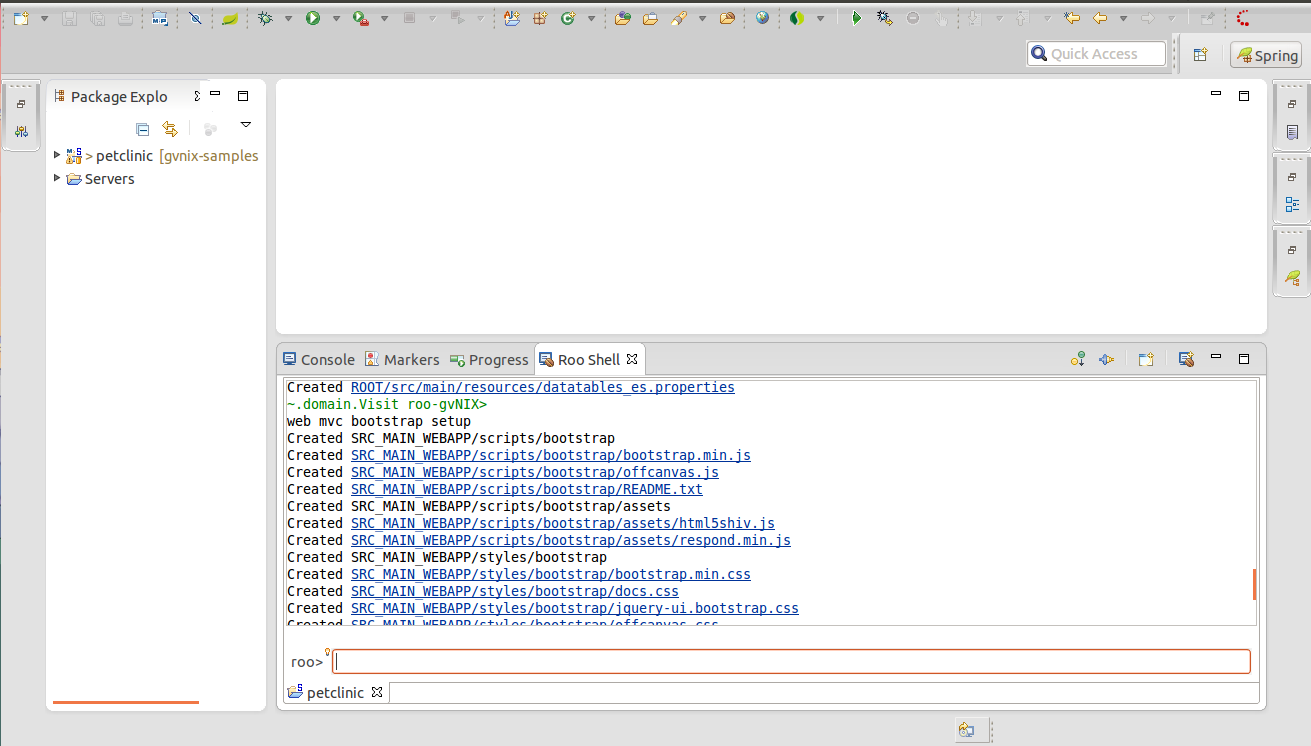 Quick Access
Spring
Package Explo
> petclinic [gvnix-samples
Servers
Console Markers Progress Roo Shell
Created ROOT/src/main/resources/datatables_es.properties
~.domain.Visit roo-gvNIX>
web mvc bootstrap setup
Created SRC_MAIN_WEBAPP/scripts/bootstrap
Created SRC_MAIN_WEBAPP/scripts/bootstrap/bootstrap.min.js
Created SRC_MAIN_WEBAPP/scripts/bootstrap/offcanvas.js
Created SRC_MAIN_WEBAPP/scripts/bootstrap/README.txt
Created SRC_MAIN_WEBAPP/scripts/bootstrap/assets
Created SRC_MAIN_WEBAPP/scripts/bootstrap/assets/html5shiv.js
Created SRC_MAIN_WEBAPP/scripts/bootstrap/assets/respond.min.js
Created SRC_MAIN_WEBAPP/styles/bootstrap
Created SRC_MAIN_WEBAPP/styles/bootstrap/bootstrap.min.css
Created SRC_MAIN_WEBAPP/styles/bootstrap/docs.css
Created SRC_MAIN_WEBAPP/styles/bootstrap/jquery-ui.bootstrap.css
Created SRC_MAIN_WEBAPP/styles/bootstrap/offcanvas.css
roo>
petclinic